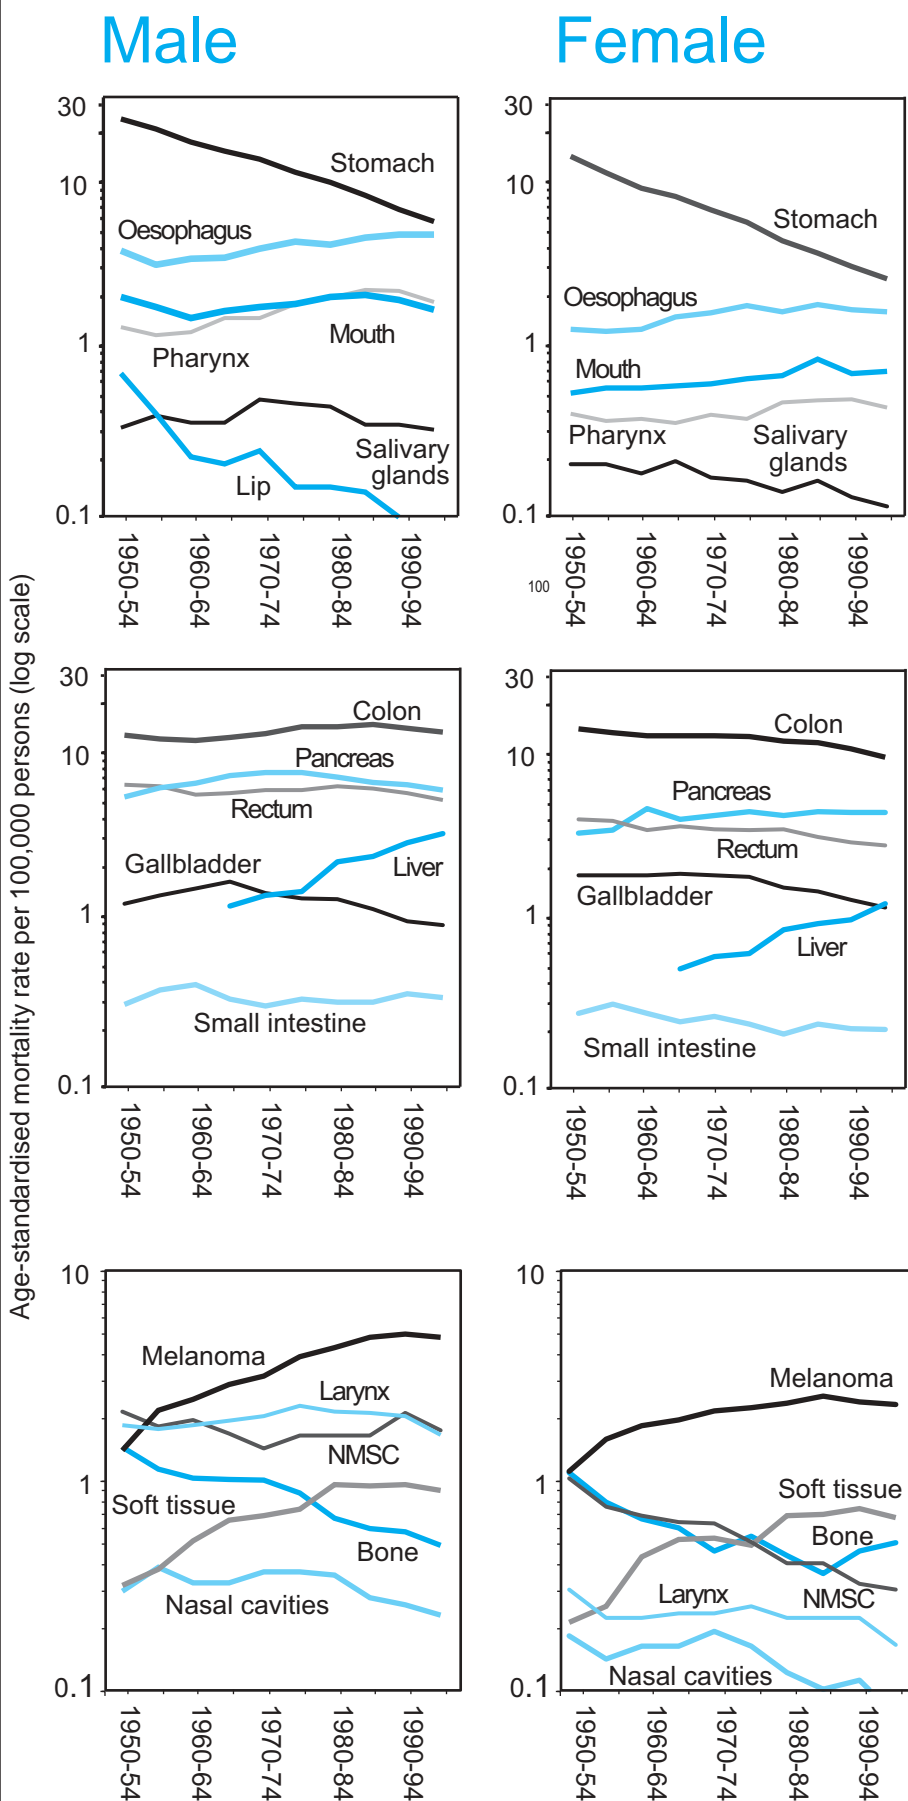 Male
Female
Age-standardised mortality rate per 100,000 persons (log scale)
30
10
1
0.1
Stomach
Oesophagus
Mouth
Pharynx
Salivary
glands
Lip
1950-54
1960-64
1970-74
1980-84
1990-94
30
10
1
0.1
Stomach
Oesophagus
Mouth
Pharynx
Salivary
glands
100
1950-54
1960-64
1970-74
1980-84
1990-94
30
10
1
0.1
Colon
Pancreas
Rectum
Gallbladder
Liver
Small intestine
1950-54
1960-64
1970-74
1980-84
1990-94
30
10
1
0.1
Colon
Pancreas
Rectum
Gallbladder
Liver
Small intestine
1950-54
1960-64
1970-74
1980-84
1990-94
10
1
0.1
Melanoma
Larynx
NMSC
Soft tissue
Bone
Nasal cavities
1950-54
1960-64
1970-74
1980-84
1990-94
10
1
0.1
Melanoma
Soft tissue
Bone
Larynx
NMSC
Nasal cavities
1950-54
1960-64
1970-74
1980-84
1990-94